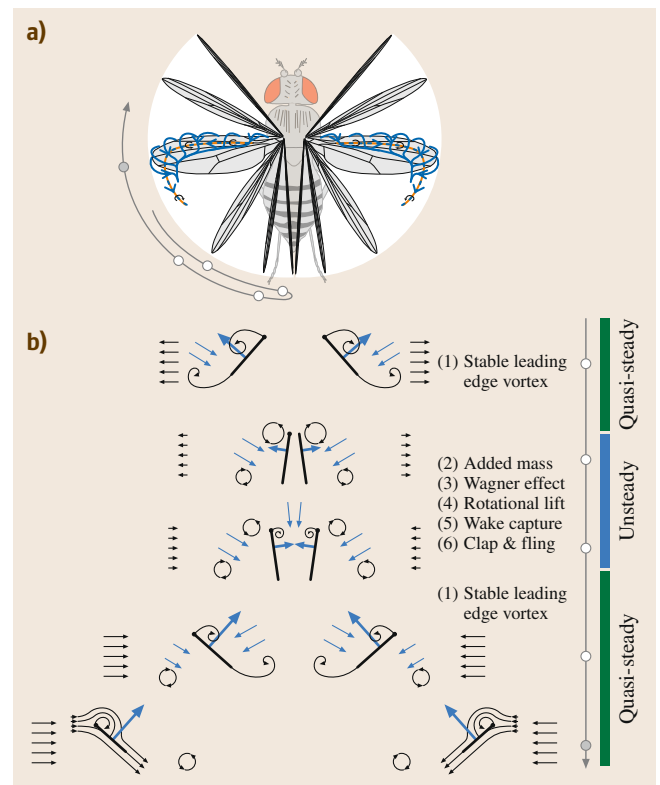 a)
b)
(1) Stable leading
edge vortex
(2) Added mass
(3) Wagner effect
(4) Rotational lift
(5) Wake capture
(6) Clap & fling
(1) Stable leading
edge vortex
Quasi-steady
Unsteady
Quasi-steady